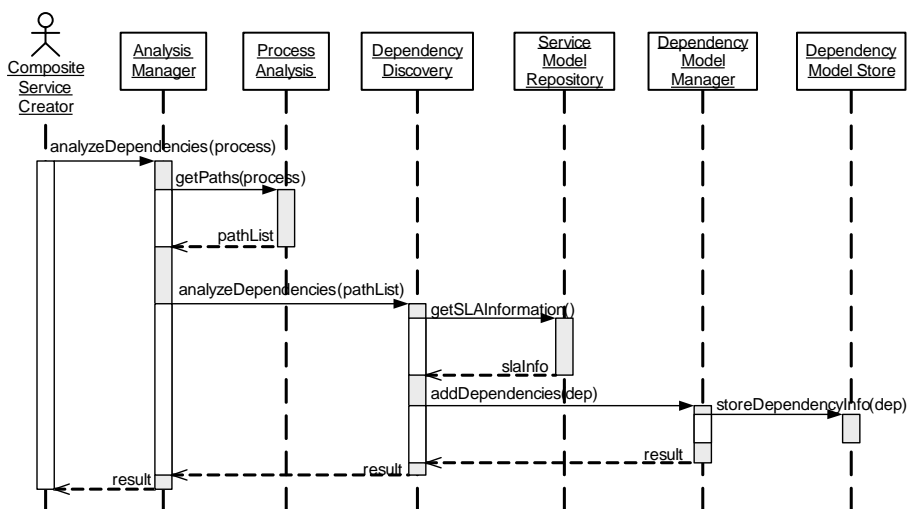 Composite
Service
Creator
Analysis
Manager
Process
Analysis
Dependency
Discovery
Service
Model
Repository
Dependency
Model
Manager
Dependency
Model Store
analyzeDependencies(process)
getPaths(process)
pathList
analyzeDependencies(pathList)
getSLAInformation()
slaInfo
addDependencies(dep)
storeDependencyInfo(dep)
result
result
result